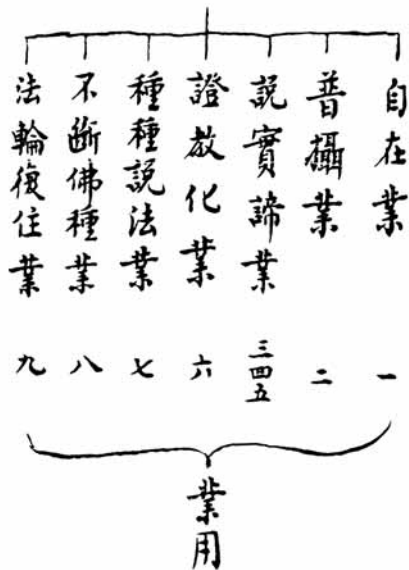 自在業 一
普攝業 二
説實諦業 三四五
證教化業 六
種種説法業 七
不斷佛種業 八
法輪復住業 九
業用